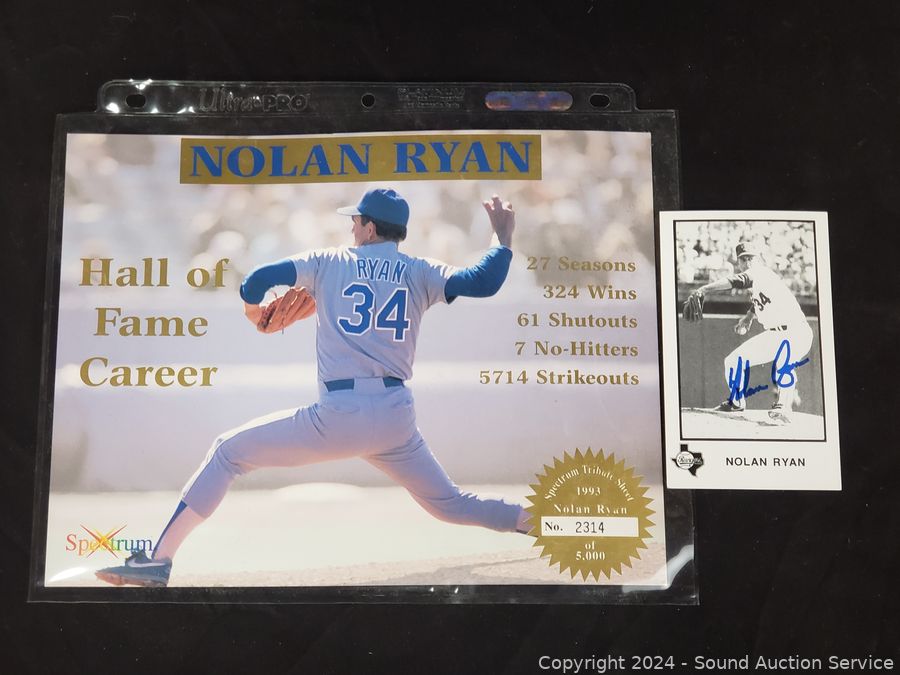 Ultra•PRO
NOLAN RYAN
Hall of
Fame
Career
RYAN
34
27 Seasons
324 Wins
61 Shutouts
7 No-Hitters
5714 Strikeouts
Spectrum Tribute Sheet
1993
Nolan Ryan
No. 2314
of
5,000
Spectrum
34
Nolan Ryan
NOLAN RYAN
Copyright 2024 - Sound Auction Service